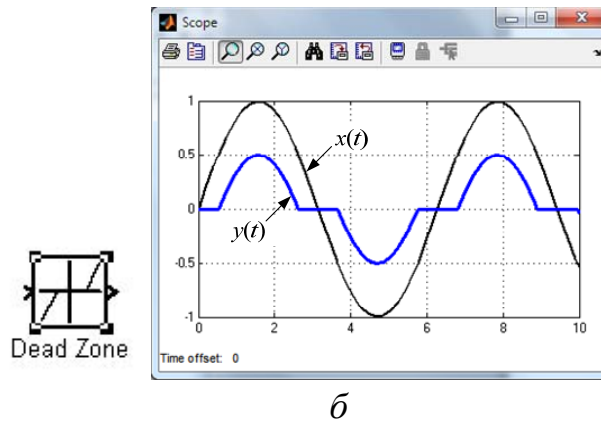 Scope
1
0.5
0
-0.5
-1
0
2
4
6
8
10
x(t)
y(t)
Time offset: 0
Dead Zone
б